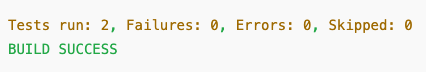 Tests run: 2, Failures: 0, Errors: 0, Skipped: 0
BUILD SUCCESS